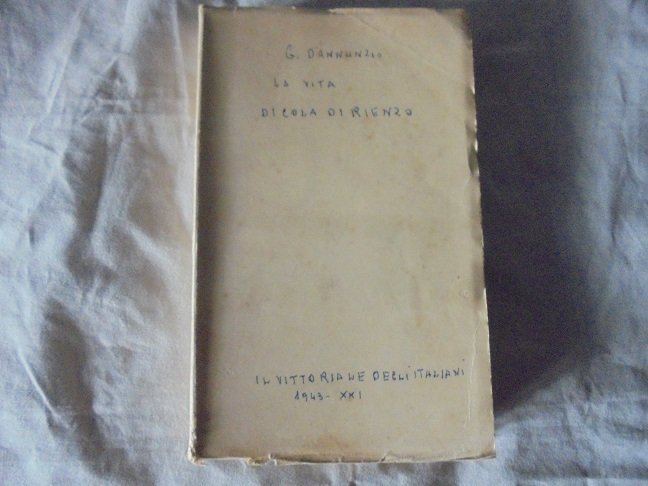 G. DANNUNZIO
LA VITA
DI COLA DI RIENZO
IL VITTORIALE DEGLI ITALIANI
1943 - XXI